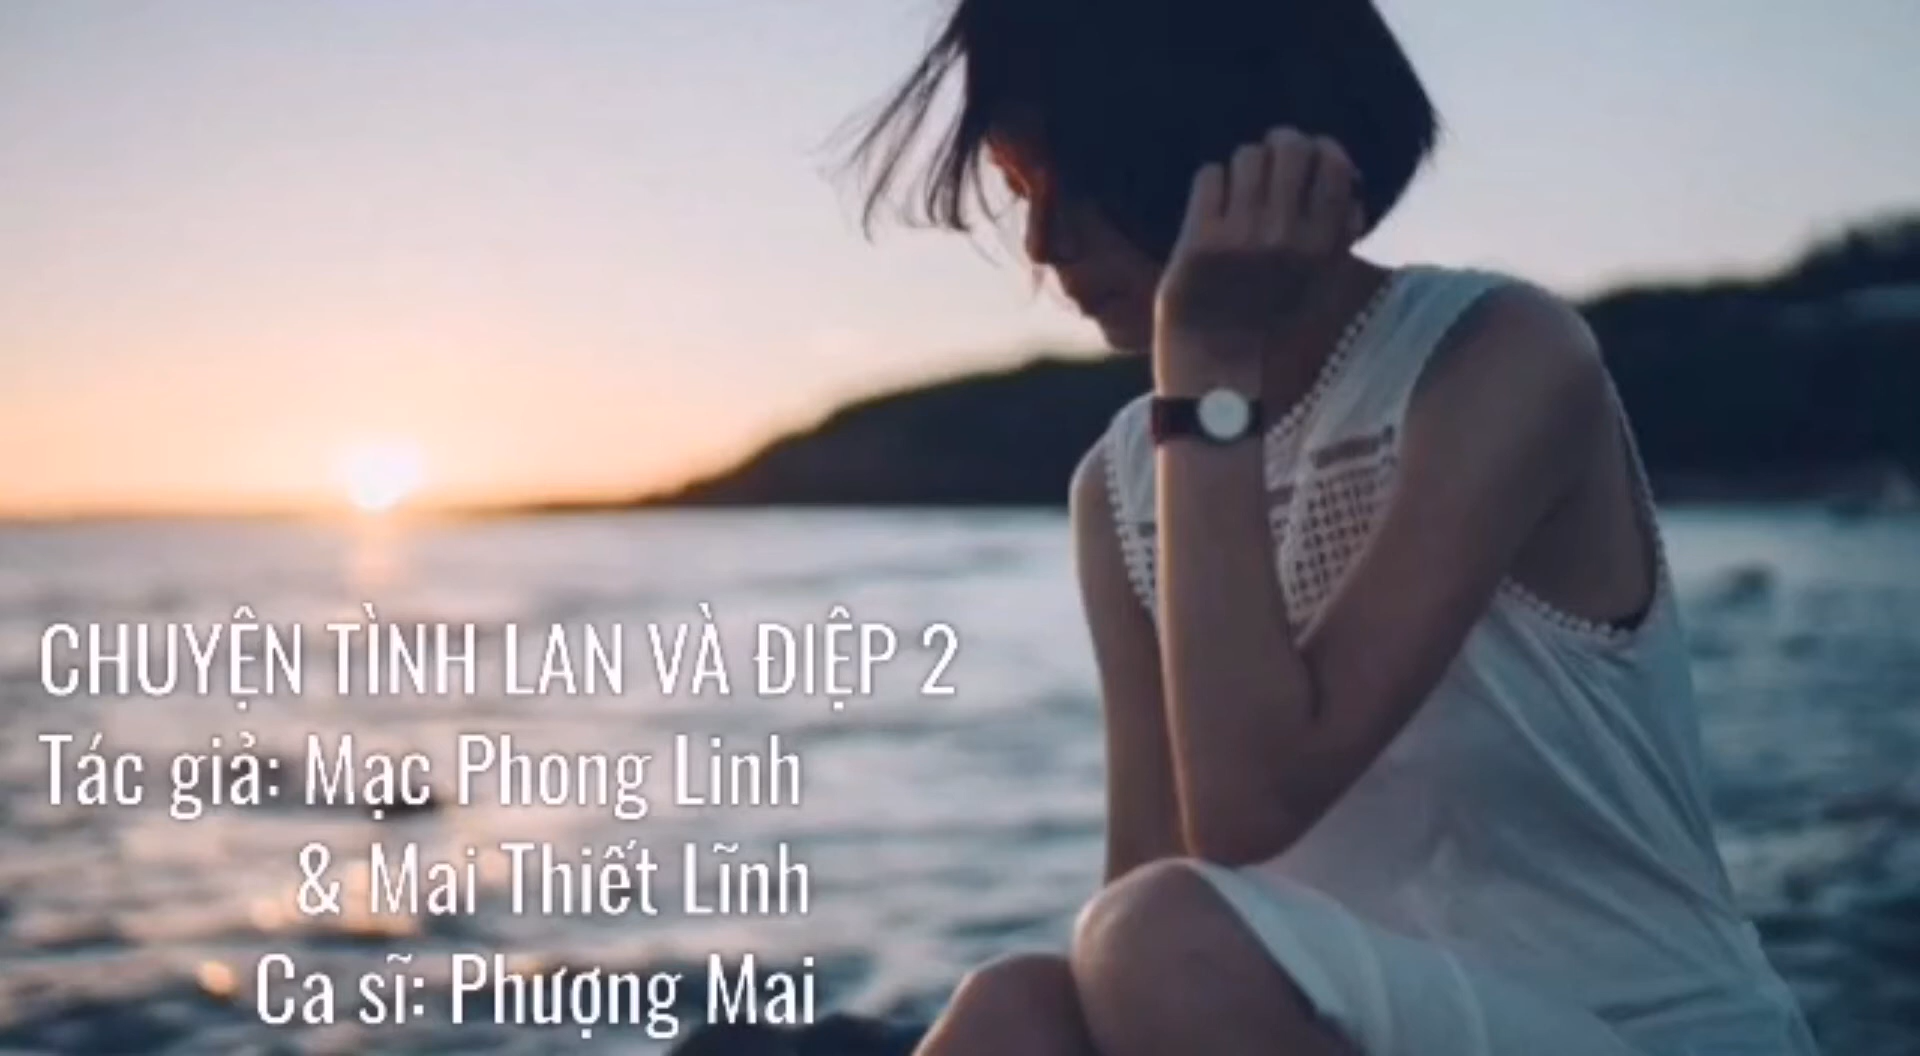 CHUYỆN TÌNH LAN VÀ ĐIỆP 2
Tác giả: Mạc Phong Linh
& Mai Thiết Lĩnh
Ca sĩ: Phượng Mai